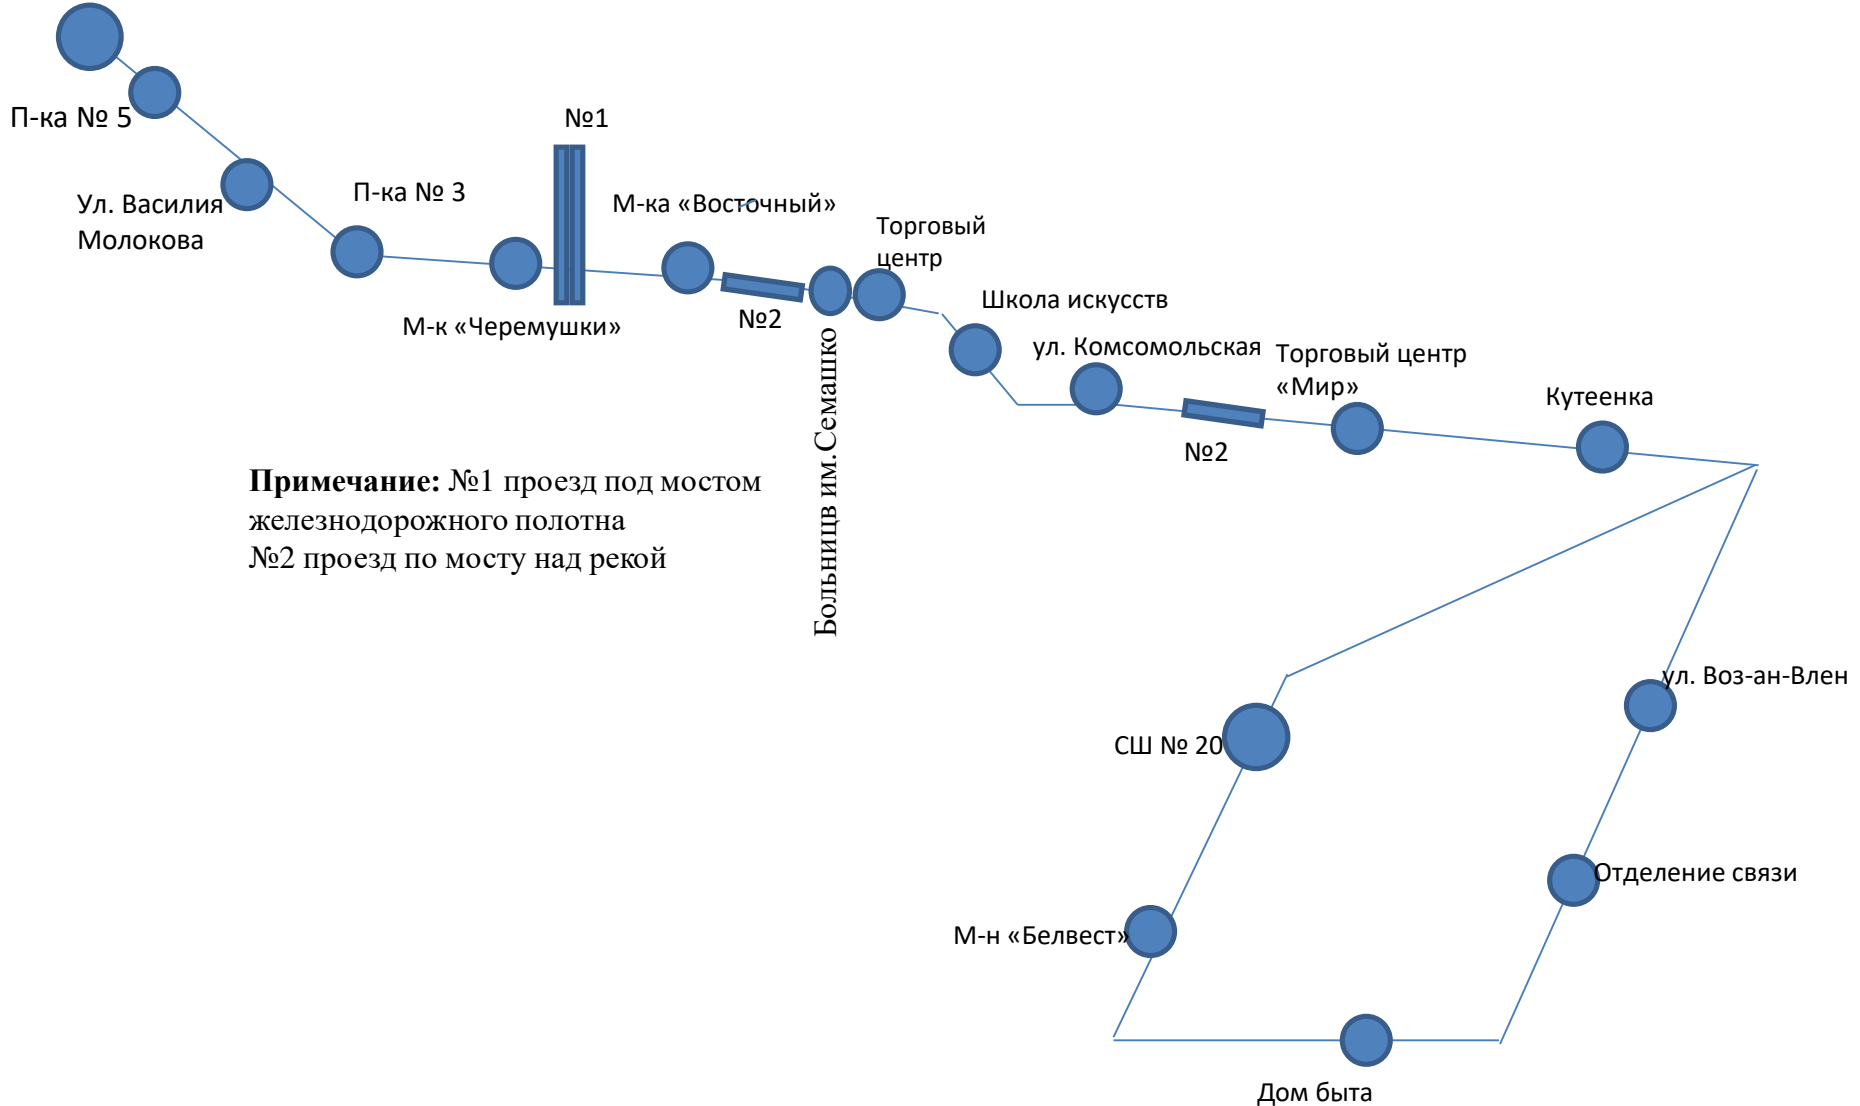 П-ка № 5
№1
Ул. Василия
Молокова
П-ка № 3
М-ка «Восточный»
Торговый
центр
М-к «Черемушки»
№2
Школа искусств
ул. Комсомольская
Торговый центр
«Мир»
Кутеенка
№2
Больницв им.Семашко
Примечание: №1 проезд под мостом
железнодорожного полотна
№2 проезд по мосту над рекой
ул. Воз-ан-Влен
СШ № 20
Отделение связи
М-н «Белвест»
Дом быта